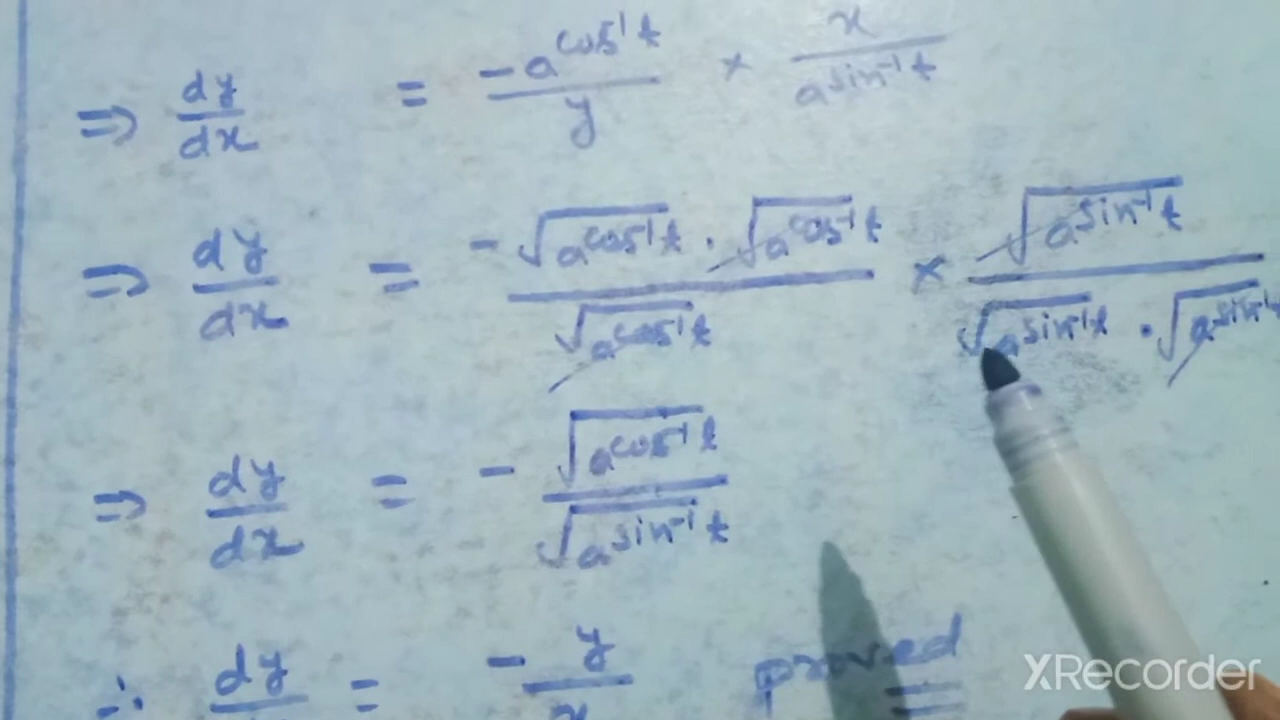 ⇒ dy/dx = -a^cos⁻¹t / y × x / a^sin⁻¹t
⇒ dy/dx = -√a^cos⁻¹t · √a^cos⁻¹t / √a^cos⁻¹t × √a^sin⁻¹t / √a^sin⁻¹t · √a^sin⁻¹t
⇒ dy/dx = - √a^cos⁻¹t / √a^sin⁻¹t
∴ dy/dx = - y/x proved
XRecorder